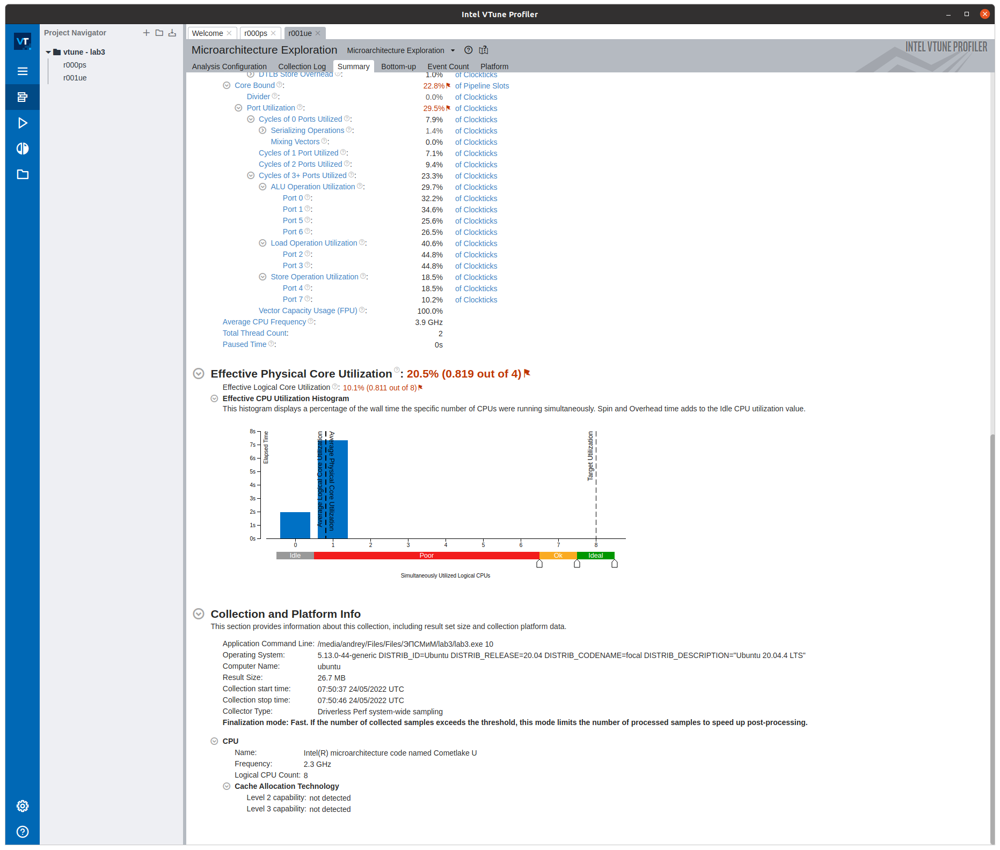 Intel VTune Profiler
VT
Project Navigator
vtune - lab3
r000ps
r001ue
Welcome
r000ps
r001ue
Microarchitecture Exploration
Microarchitecture Exploration
INTEL VTUNE PROFILER
Analysis Configuration
Collection Log
Summary
Bottom-up
Event Count
Platform
DTLB Store Overhead: 1.0% of Clockticks
Core Bound: 22.8% of Pipeline Slots
Divider: 0.0% of Clockticks
Port Utilization: 29.5% of Clockticks
Cycles of 0 Ports Utilized: 7.9% of Clockticks
Serializing Operations: 1.4% of Clockticks
Mixing Vectors: 0.0% of Clockticks
Cycles of 1 Port Utilized: 7.1% of Clockticks
Cycles of 2 Ports Utilized: 9.4% of Clockticks
Cycles of 3+ Ports Utilized: 23.3% of Clockticks
ALU Operation Utilization: 29.7% of Clockticks
Port 0: 32.2% of Clockticks
Port 1: 34.6% of Clockticks
Port 5: 25.6% of Clockticks
Port 6: 26.5% of Clockticks
Load Operation Utilization: 40.6% of Clockticks
Port 2: 44.8% of Clockticks
Port 3: 44.8% of Clockticks
Store Operation Utilization: 18.5% of Clockticks
Port 4: 18.5% of Clockticks
Port 7: 10.2% of Clockticks
Vector Capacity Usage (FPU): 100.0%
Average CPU Frequency: 3.9 GHz
Total Thread Count: 2
Paused Time: 0s
Effective Physical Core Utilization: 20.5% (0.819 out of 4)
Effective Logical Core Utilization: 10.1% (0.811 out of 8)
Effective CPU Utilization Histogram
This histogram displays a percentage of the wall time the specific number of CPUs were running simultaneously. Spin and Overhead time adds to the Idle CPU utilization value.
8s
7s
6s
5s
4s
3s
2s
1s
0s
Elapsed Time
Average Logical Core Utilization
Average Physical Core Utilization
Target Utilization
0 1 2 3 4 5 6 7 8
Idle Poor Ok Ideal
Simultaneously Utilized Logical CPUs
Collection and Platform Info
This section provides information about this collection, including result set size and collection platform data.
Application Command Line: /media/andrey/Files/Files/ЭПСМиМ/lab3/lab3.exe 10
Operating System: 5.13.0-44-generic DISTRIB_ID=Ubuntu DISTRIB_RELEASE=20.04 DISTRIB_CODENAME=focal DISTRIB_DESCRIPTION="Ubuntu 20.04.4 LTS"
Computer Name: ubuntu
Result Size: 26.7 MB
Collection start time: 07:50:37 24/05/2022 UTC
Collection stop time: 07:50:46 24/05/2022 UTC
Collector Type: Driverless Perf system-wide sampling
Finalization mode: Fast. If the number of collected samples exceeds the threshold, this mode limits the number of processed samples to speed up post-processing.
CPU
Name: Intel(R) microarchitecture code named Cometlake U
Frequency: 2.3 GHz
Logical CPU Count: 8
Cache Allocation Technology
Level 2 capability: not detected
Level 3 capability: not detected